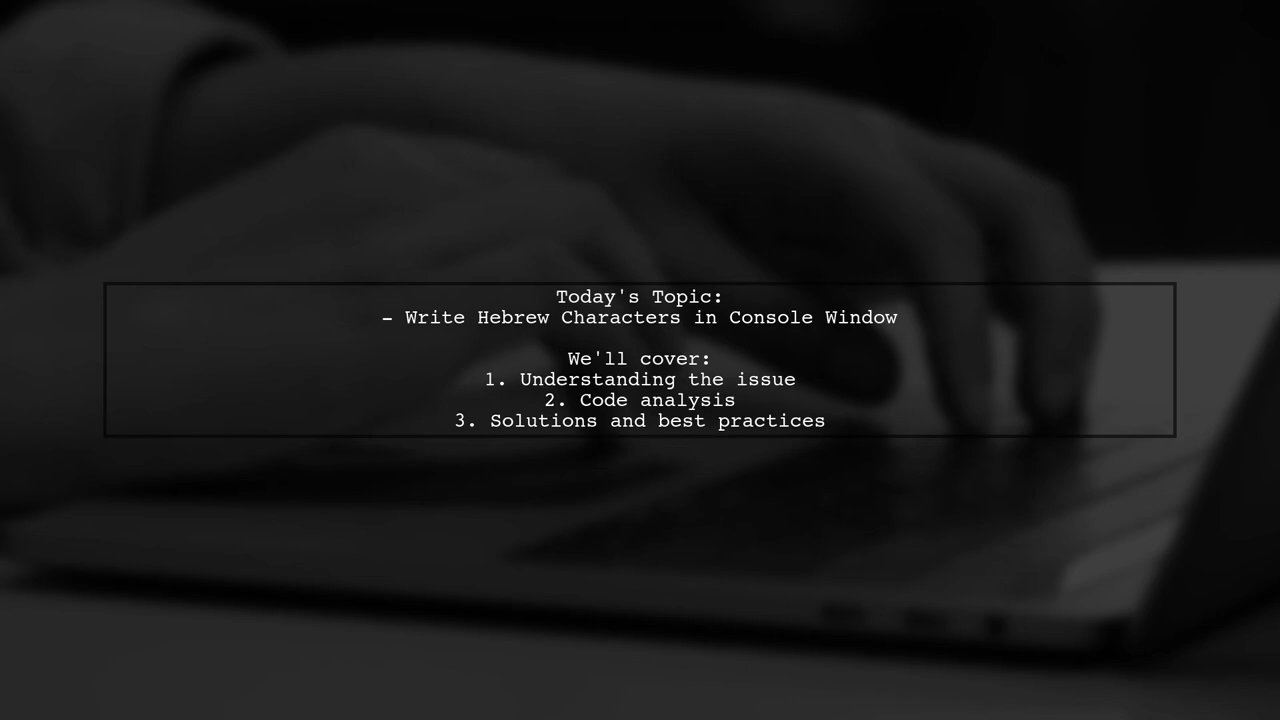 Today's Topic:
- Write Hebrew Characters in Console Window
We'll cover:
1. Understanding the issue
2. Code analysis
3. Solutions and best practices